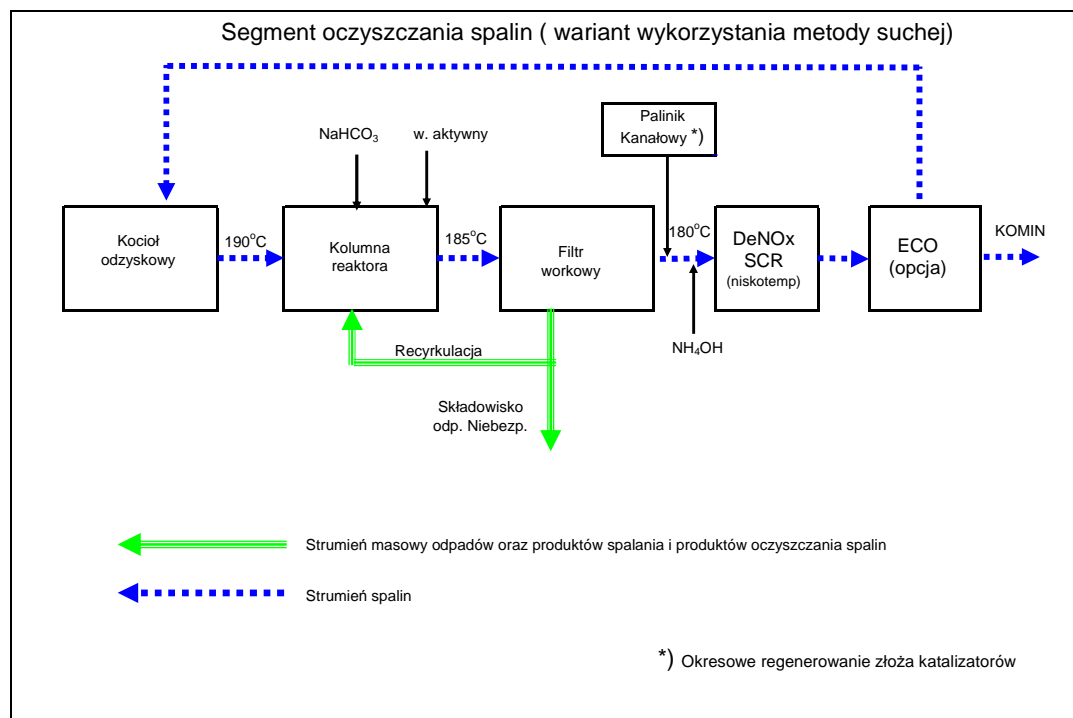 Segment oczyszczania spalin ( wariant wykorzystania metody suchej)
Palinik
Kanałowy *)
NaHCO₃
w. aktywny
Kocioł
odzyskowy
190°C
Kolumna
reaktora
185°C
Filtr
workowy
180°C
DeNOx
SCR
(niskotemp)
ECO
(opcja)
KOMIN
NH₄OH
Recyrkulacja
Składowisko
odp. Niebezp.
Strumień masowy odpadów oraz produktów spalania i produktów oczyszczania spalin
Strumień spalin
*) Okresowe regenerowanie złoża katalizatorów